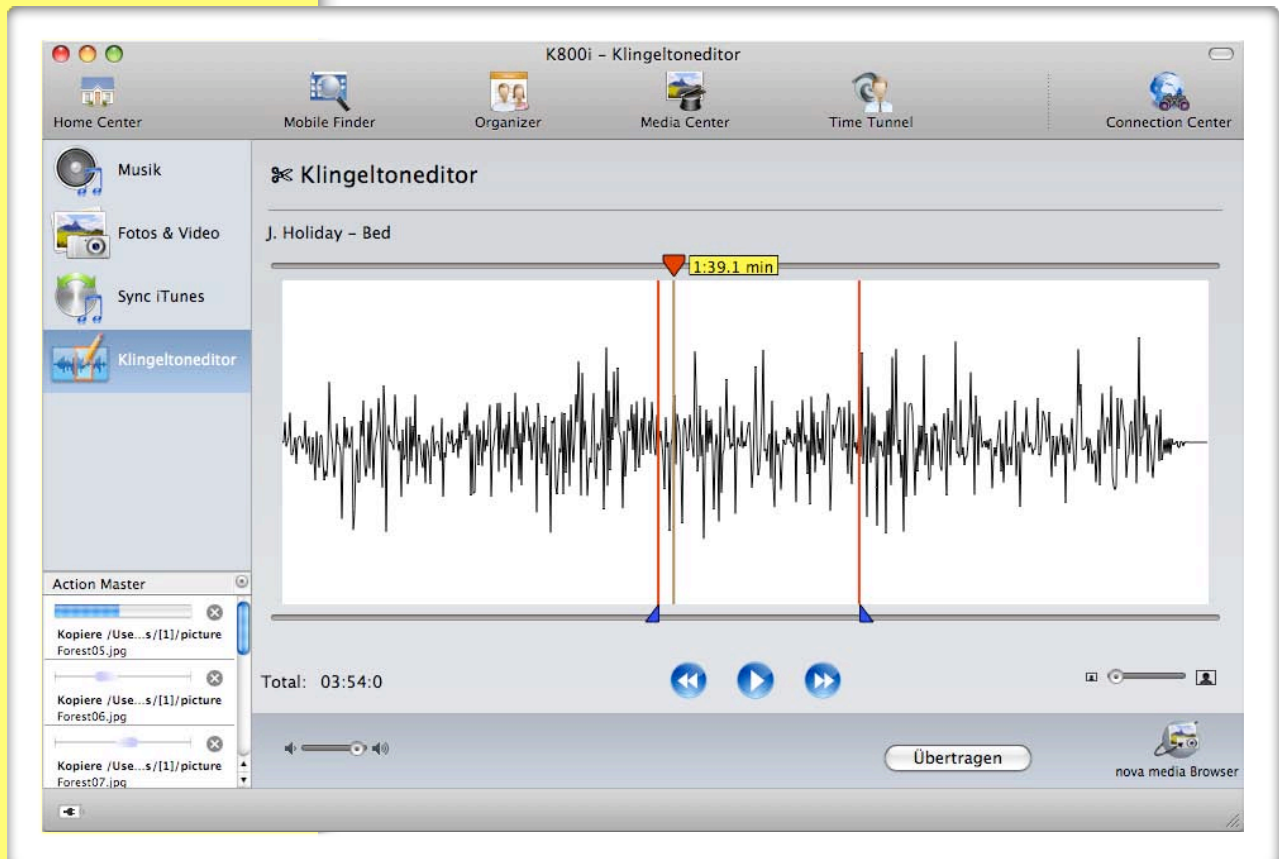 K800i – Klingeltoneditor
Home Center
Mobile Finder
Organizer
Media Center
Time Tunnel
Connection Center
Musik
Fotos & Video
Sync iTunes
Klingeltoneditor
Klingeltoneditor
J. Holiday – Bed
1:39.1 min
Action Master
Kopiere /Use...s/[1]/picture
Forest05.jpg
Kopiere /Use...s/[1]/picture
Forest06.jpg
Kopiere /Use...s/[1]/picture
Forest07.jpg
Total: 03:54:0
Übertragen
nova media Browser